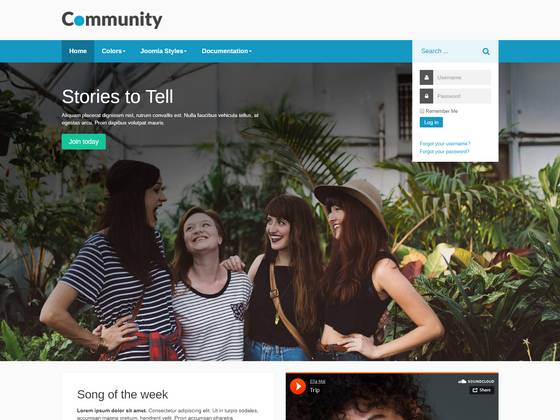 Community
Home
Colors
Joomla Styles
Documentation
Search ...
Stories to Tell
Aliquam placerat dignissim nisl, rutrum convallis est. Nulla faucibus vehicula tellus, at
egestas arcu. Proin dapibus volutpat mauris.
Join today
Username
Password
Remember Me
Log in
Forgot your username?
Forgot your password?
Song of the week
Lorem ipsum dolor sit amet. Consectetur adipiscing elit. Ut in turpis sodales,
accumsan magna pretium, hendrerit velit. Proin accumsan pharetra
Ella Mai
Trip
SOUNDCLOUD
Share